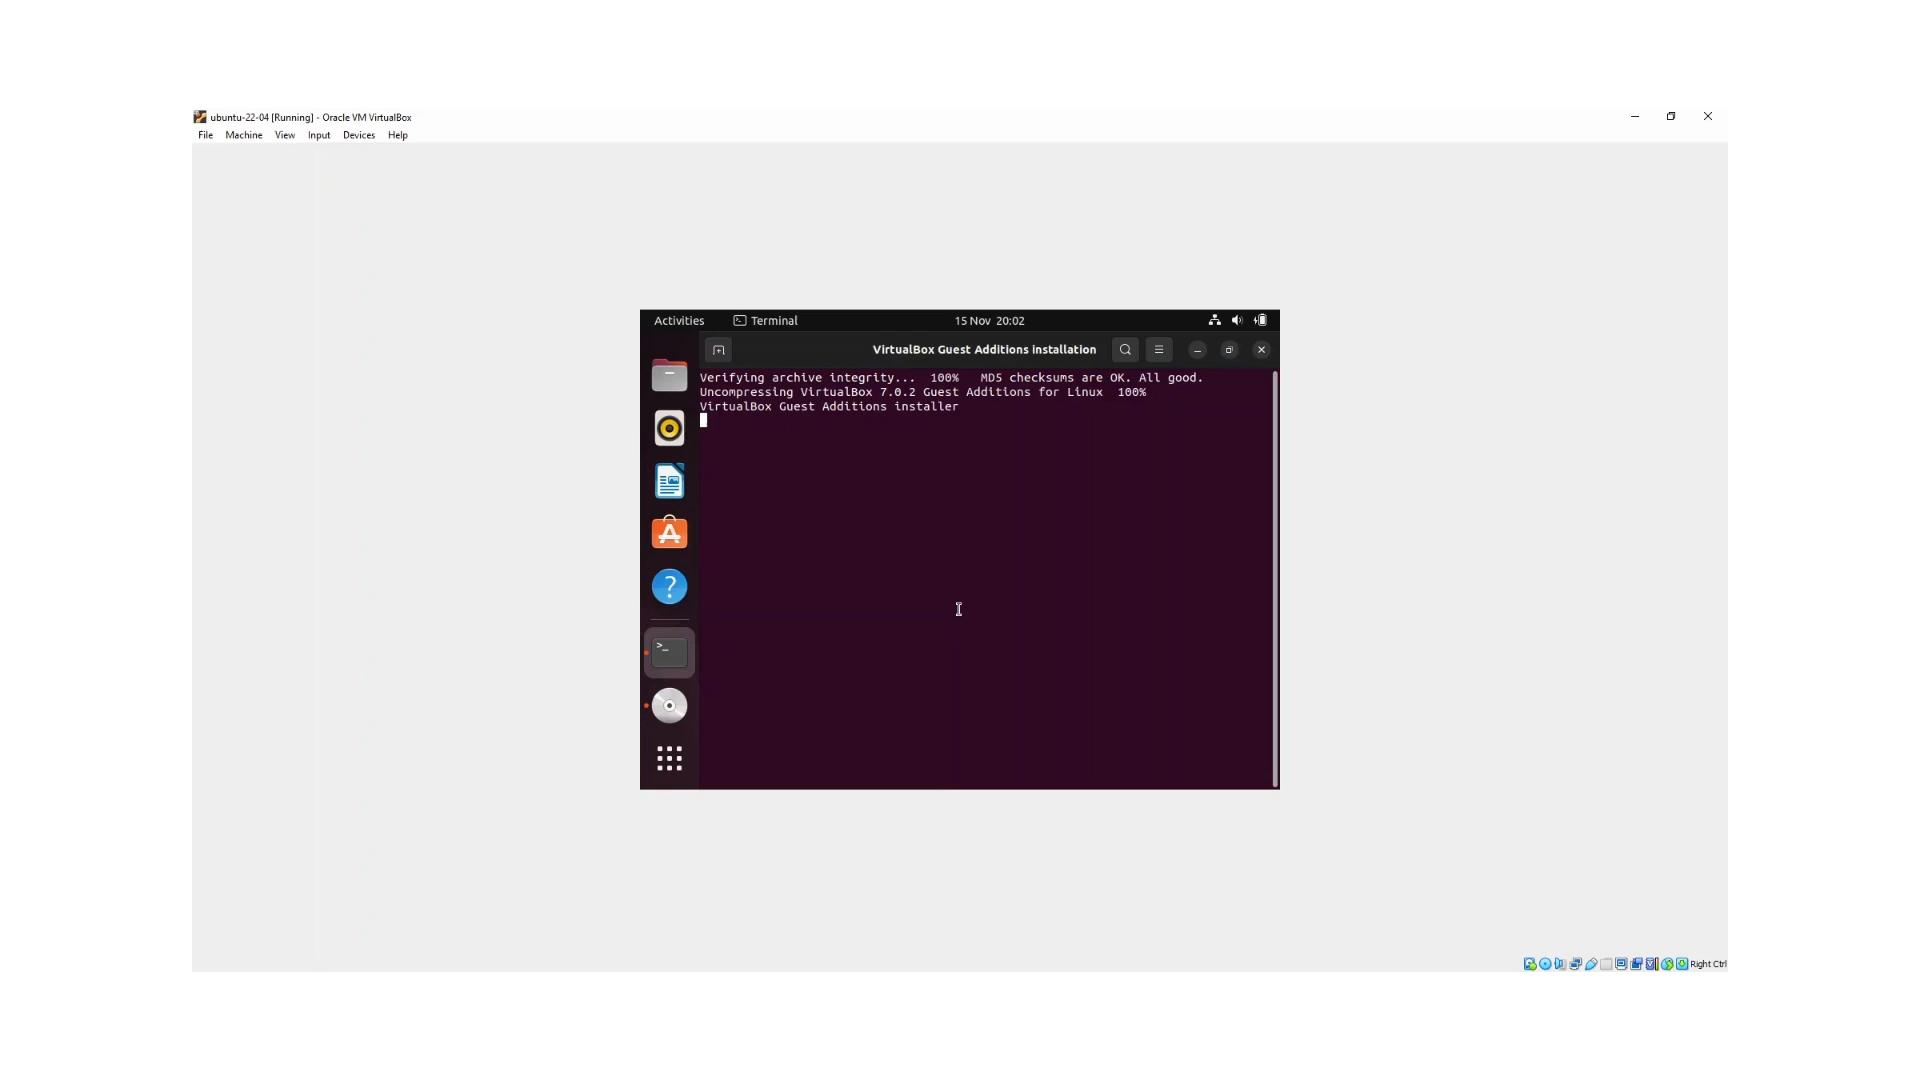 ubuntu-22-04 [Running] - Oracle VM VirtualBox
File Machine View Input Devices Help
Activities Terminal 15 Nov 20:02
VirtualBox Guest Additions installation
Verifying archive integrity... 100% MD5 checksums are OK. All good.
Uncompressing VirtualBox 7.0.2 Guest Additions for Linux 100%
VirtualBox Guest Additions installer
Right Ctrl